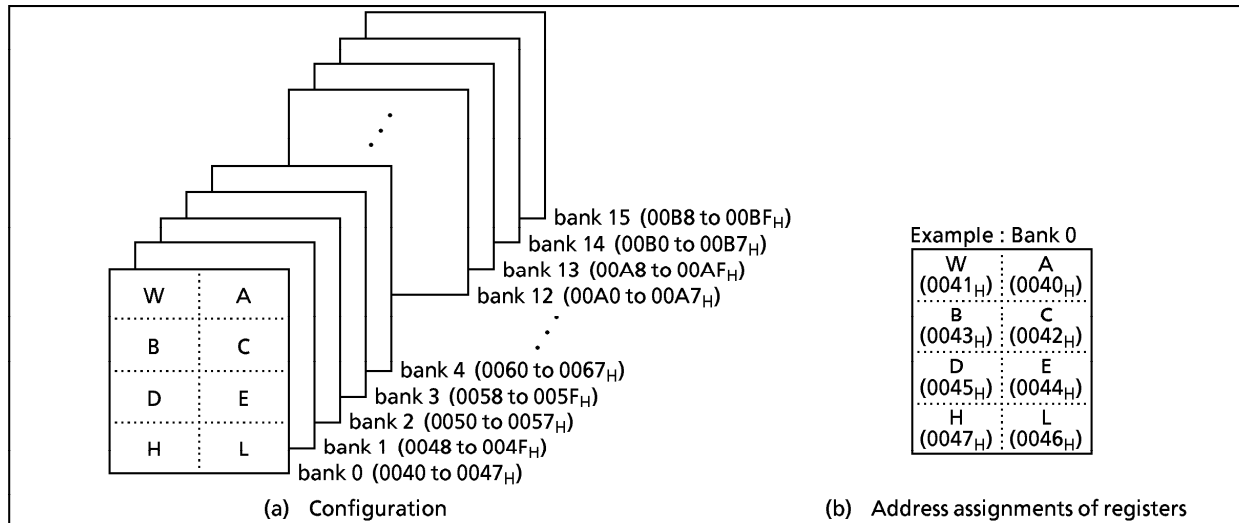 bank 15 (00B8 to 00BFH)
bank 14 (00B0 to 00B7H)
bank 13 (00A8 to 00AFH)
bank 12 (00A0 to 00A7H)
bank 4 (0060 to 0067H)
bank 3 (0058 to 005FH)
bank 2 (0050 to 0057H)
bank 1 (0048 to 004FH)
bank 0 (0040 to 0047H)
W A
B C
D E
H L
(a) Configuration
Example : Bank 0
W A
(0041H) (0040H)
B C
(0043H) (0042H)
D E
(0045H) (0044H)
H L
(0047H) (0046H)
(b) Address assignments of registers